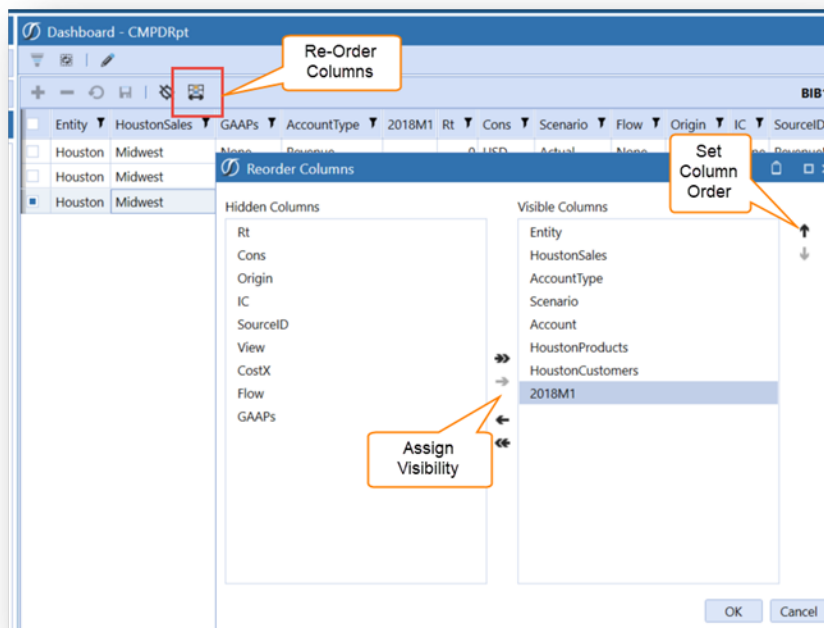 Dashboard - CMPDRpt
Re-Order
Columns
Entity HoustonSales GAAPs AccountType 2018M1 Rt Cons Scenario Flow Origin IC SourceID
Houston Midwest None Revenue 0 USD Actual None
Houston Midwest
Houston Midwest
Reorder Columns
Set
Column
Order
Hidden Columns
Visible Columns
Rt
Cons
Origin
IC
SourceID
View
CostX
Flow
GAAPs
Entity
HoustonSales
AccountType
Scenario
Account
HoustonProducts
HoustonCustomers
2018M1
Assign
Visibility
OK
Cancel